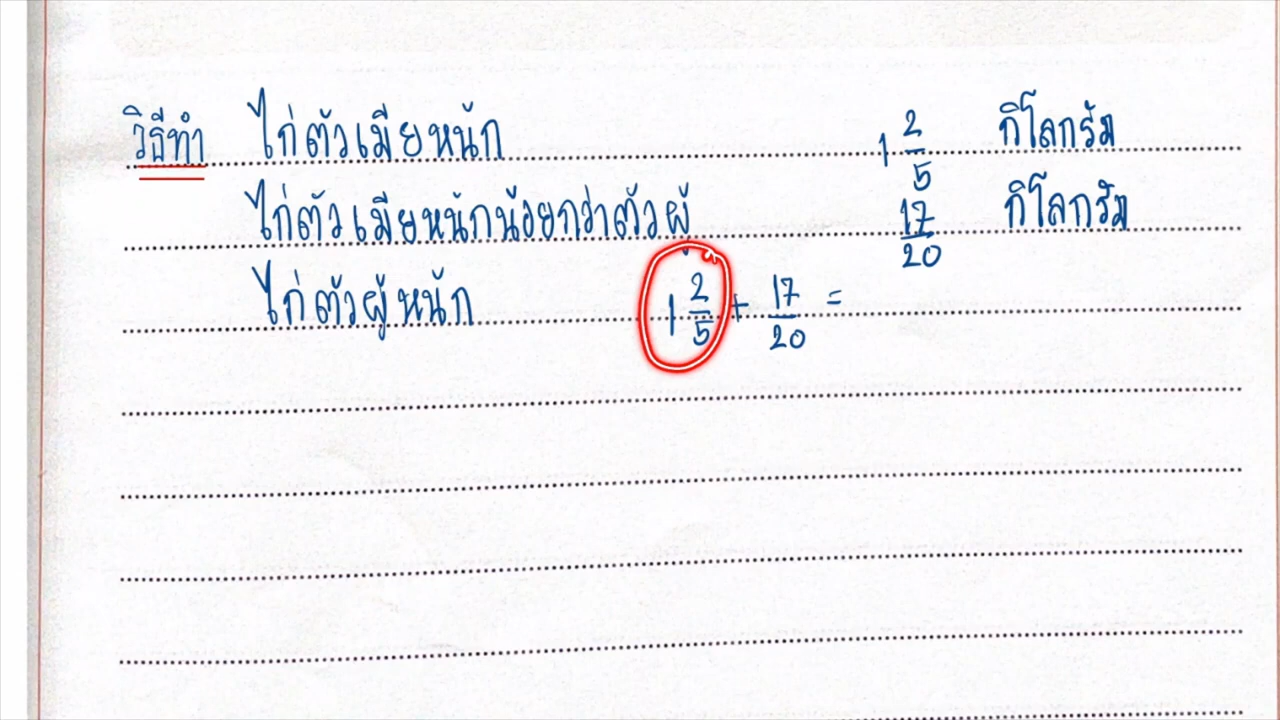 วิธีทำ ไก่ตัวเมียหนัก 1 2/5 กิโลกรัม
ไก่ตัวเมียหนักน้อยกว่าตัวผู้ 17/20 กิโลกรัม
ไก่ตัวผู้หนัก 1 2/5 + 17/20 =